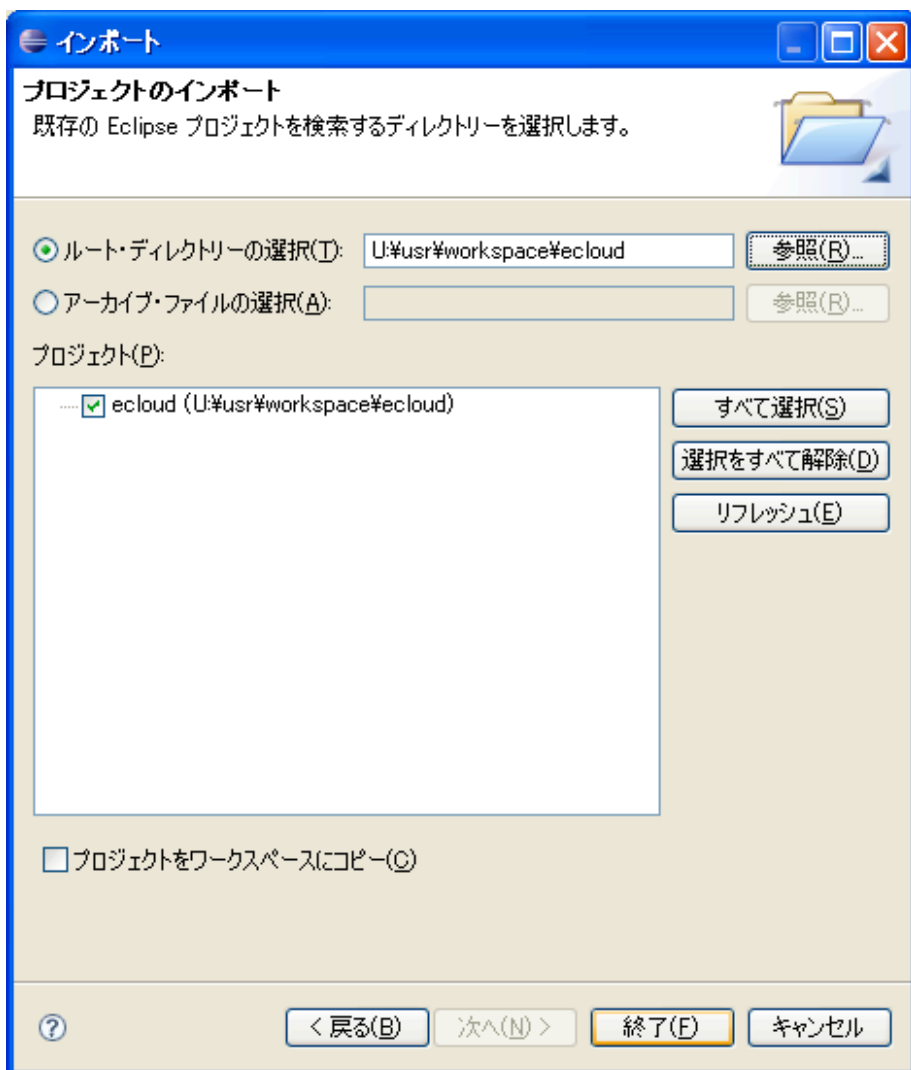 インポート
プロジェクトのインポート
既存の Eclipse プロジェクトを検索するディレクトリーを選択します。
ルート・ディレクトリーの選択(T): U:¥usr¥workspace¥ecloud 参照(R)...
アーカイブ・ファイルの選択(A): 参照(R)...
プロジェクト(P):
ecloud (U:¥usr¥workspace¥ecloud)
すべて選択(S)
選択をすべて解除(D)
リフレッシュ(E)
プロジェクトをワークスペースにコピー(C)
? < 戻る(B) 次へ(N) > 終了(F) キャンセル